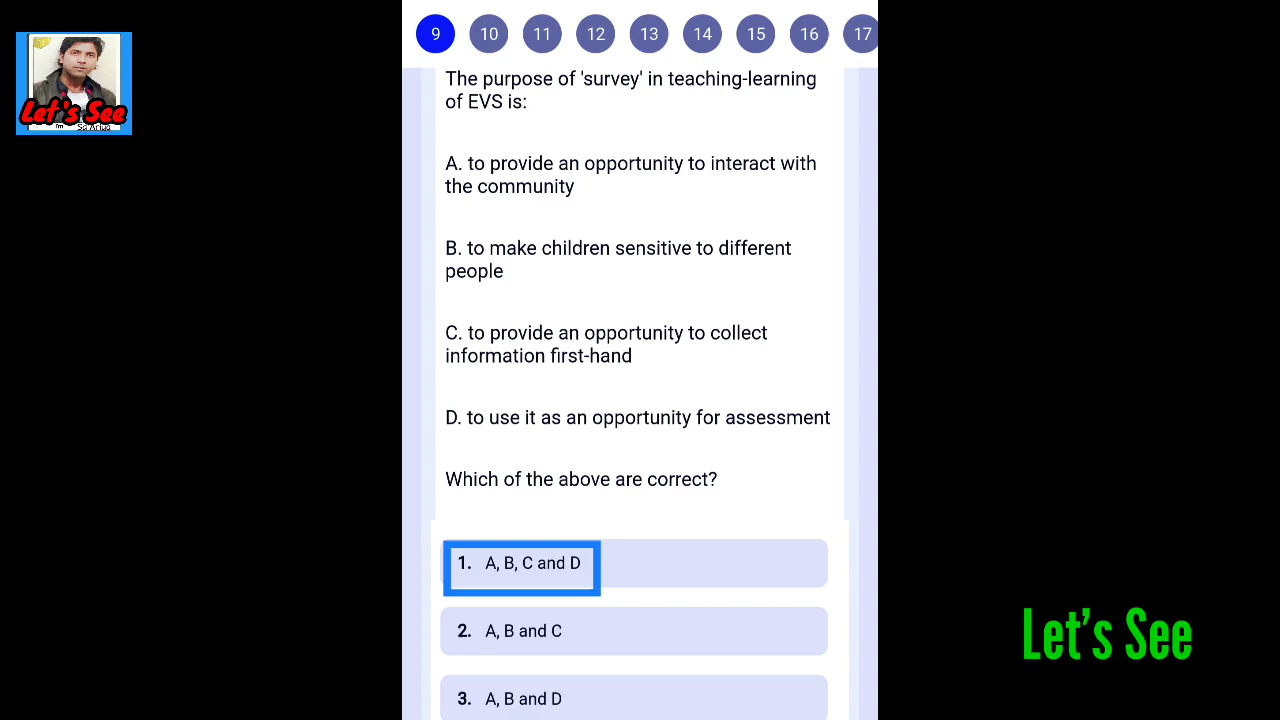 9 10 11 12 13 14 15 16 17
The purpose of 'survey' in teaching-learning
of EVS is:
A. to provide an opportunity to interact with
the community
B. to make children sensitive to different
people
C. to provide an opportunity to collect
information first-hand
D. to use it as an opportunity for assessment
Which of the above are correct?
1. A, B, C and D
2. A, B and C
3. A, B and D
Let's See
Let's See